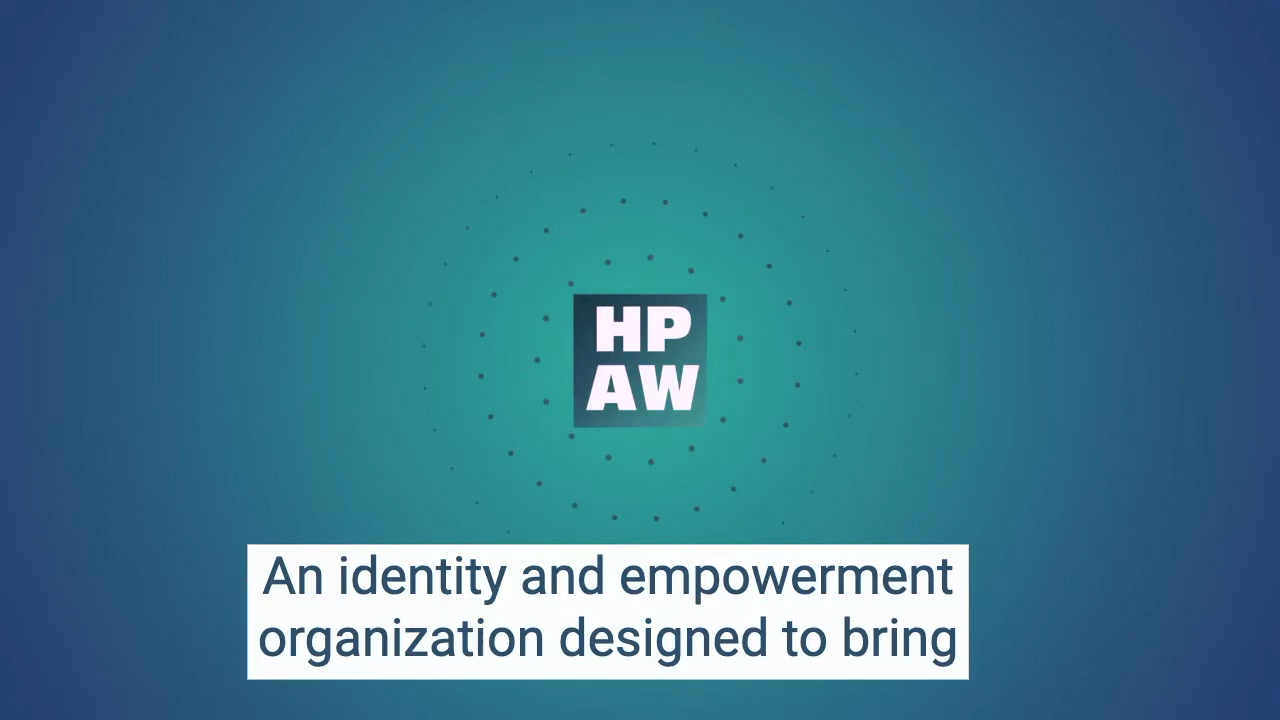 HP
AW
An identity and empowerment
organization designed to bring